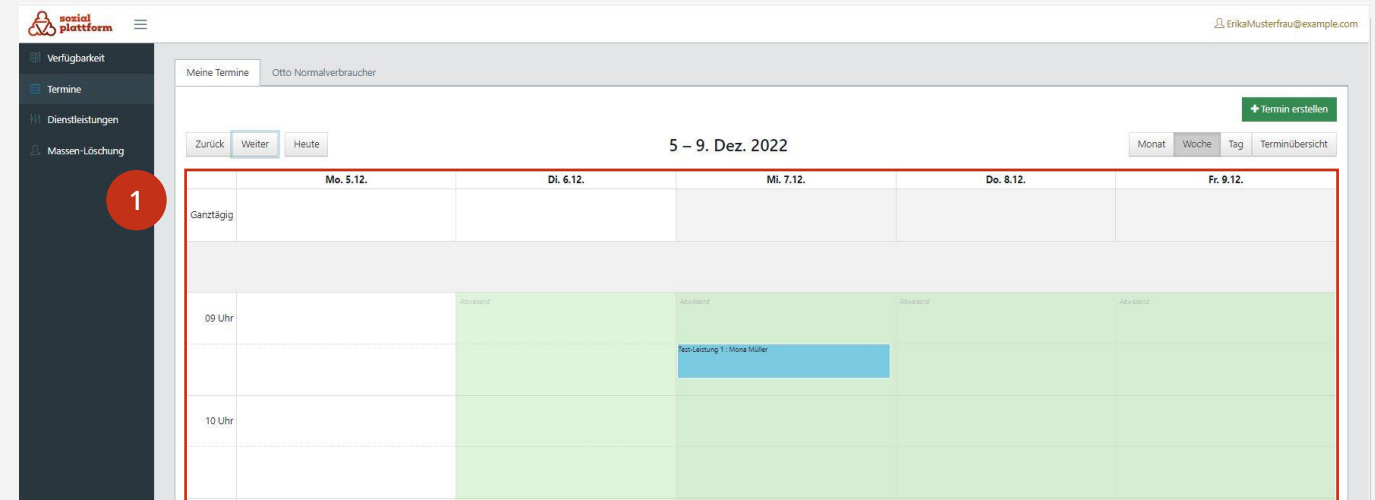 sozial
plattform
ErikaMusterfrau@example.com
Verfügbarkeit
Termine
Dienstleistungen
Massen-Löschung
Meine Termine Otto Normalverbraucher
+ Termin erstellen
Zurück Weiter Heute 5 – 9. Dez. 2022 Monat Woche Tag Terminübersicht
1
Mo. 5.12. Di. 6.12. Mi. 7.12. Do. 8.12. Fr. 9.12.
Ganztägig
Abwesend Abwesend Abwesend Abwesend
09 Uhr
Test-Leistung 1 : Mona Müller
10 Uhr